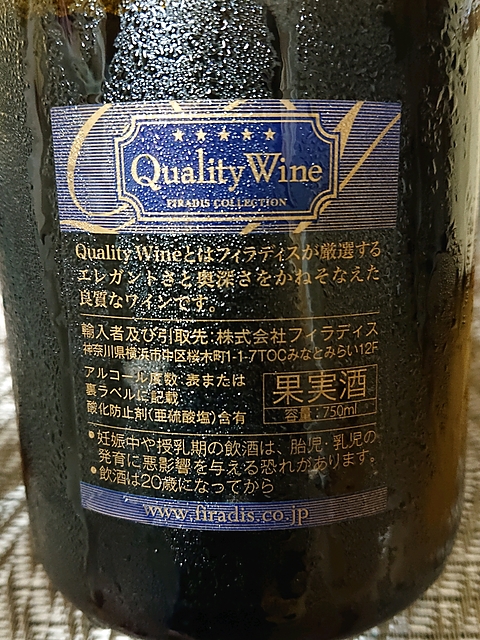 ★★★★★
Quality Wine
FIRADIS COLLECTION
Quality Wineとはフィラディスが厳選する
エレガントさと奥深さをかねそなえた
良質なワインです。
輸入者及び引取先:株式会社フィラディス
神奈川県横浜市中区桜木町1-1-7TOCみなとみらい12F
アルコール度数:表または
裏ラベルに記載
酸化防止剤(亜硫酸塩)含有
果実酒
容量:750ml
●妊娠中や授乳期の飲酒は、胎児・乳児の
発育に悪影響を与える恐れがあります。
●飲酒は20歳になってから
www.firadis.co.jp